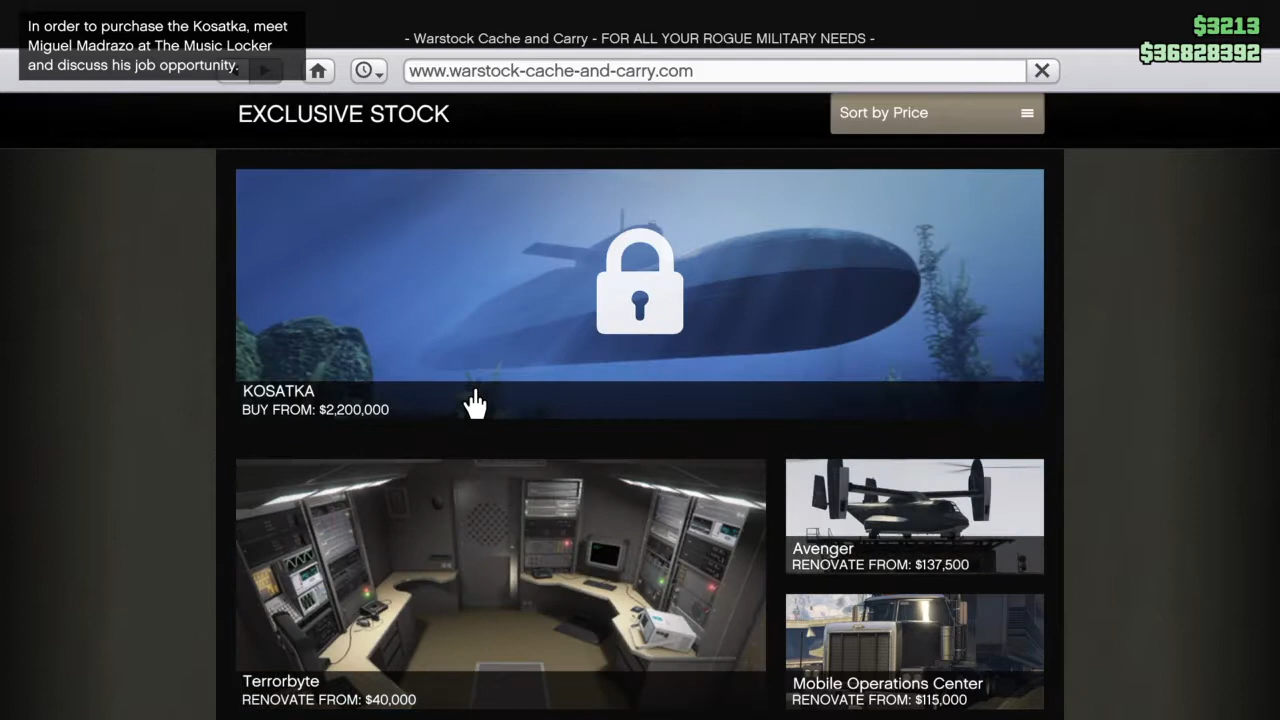 In order to purchase the Kosatka, meet
Miguel Madrazo at The Music Locker
and discuss his job opportunity.
- Warstock Cache and Carry - FOR ALL YOUR ROGUE MILITARY NEEDS -
$3213
$36828392
www.warstock-cache-and-carry.com
EXCLUSIVE STOCK
Sort by Price
KOSATKA
BUY FROM: $2,200,000
Terrorbyte
RENOVATE FROM: $40,000
Avenger
RENOVATE FROM: $137,500
Mobile Operations Center
RENOVATE FROM: $115,000